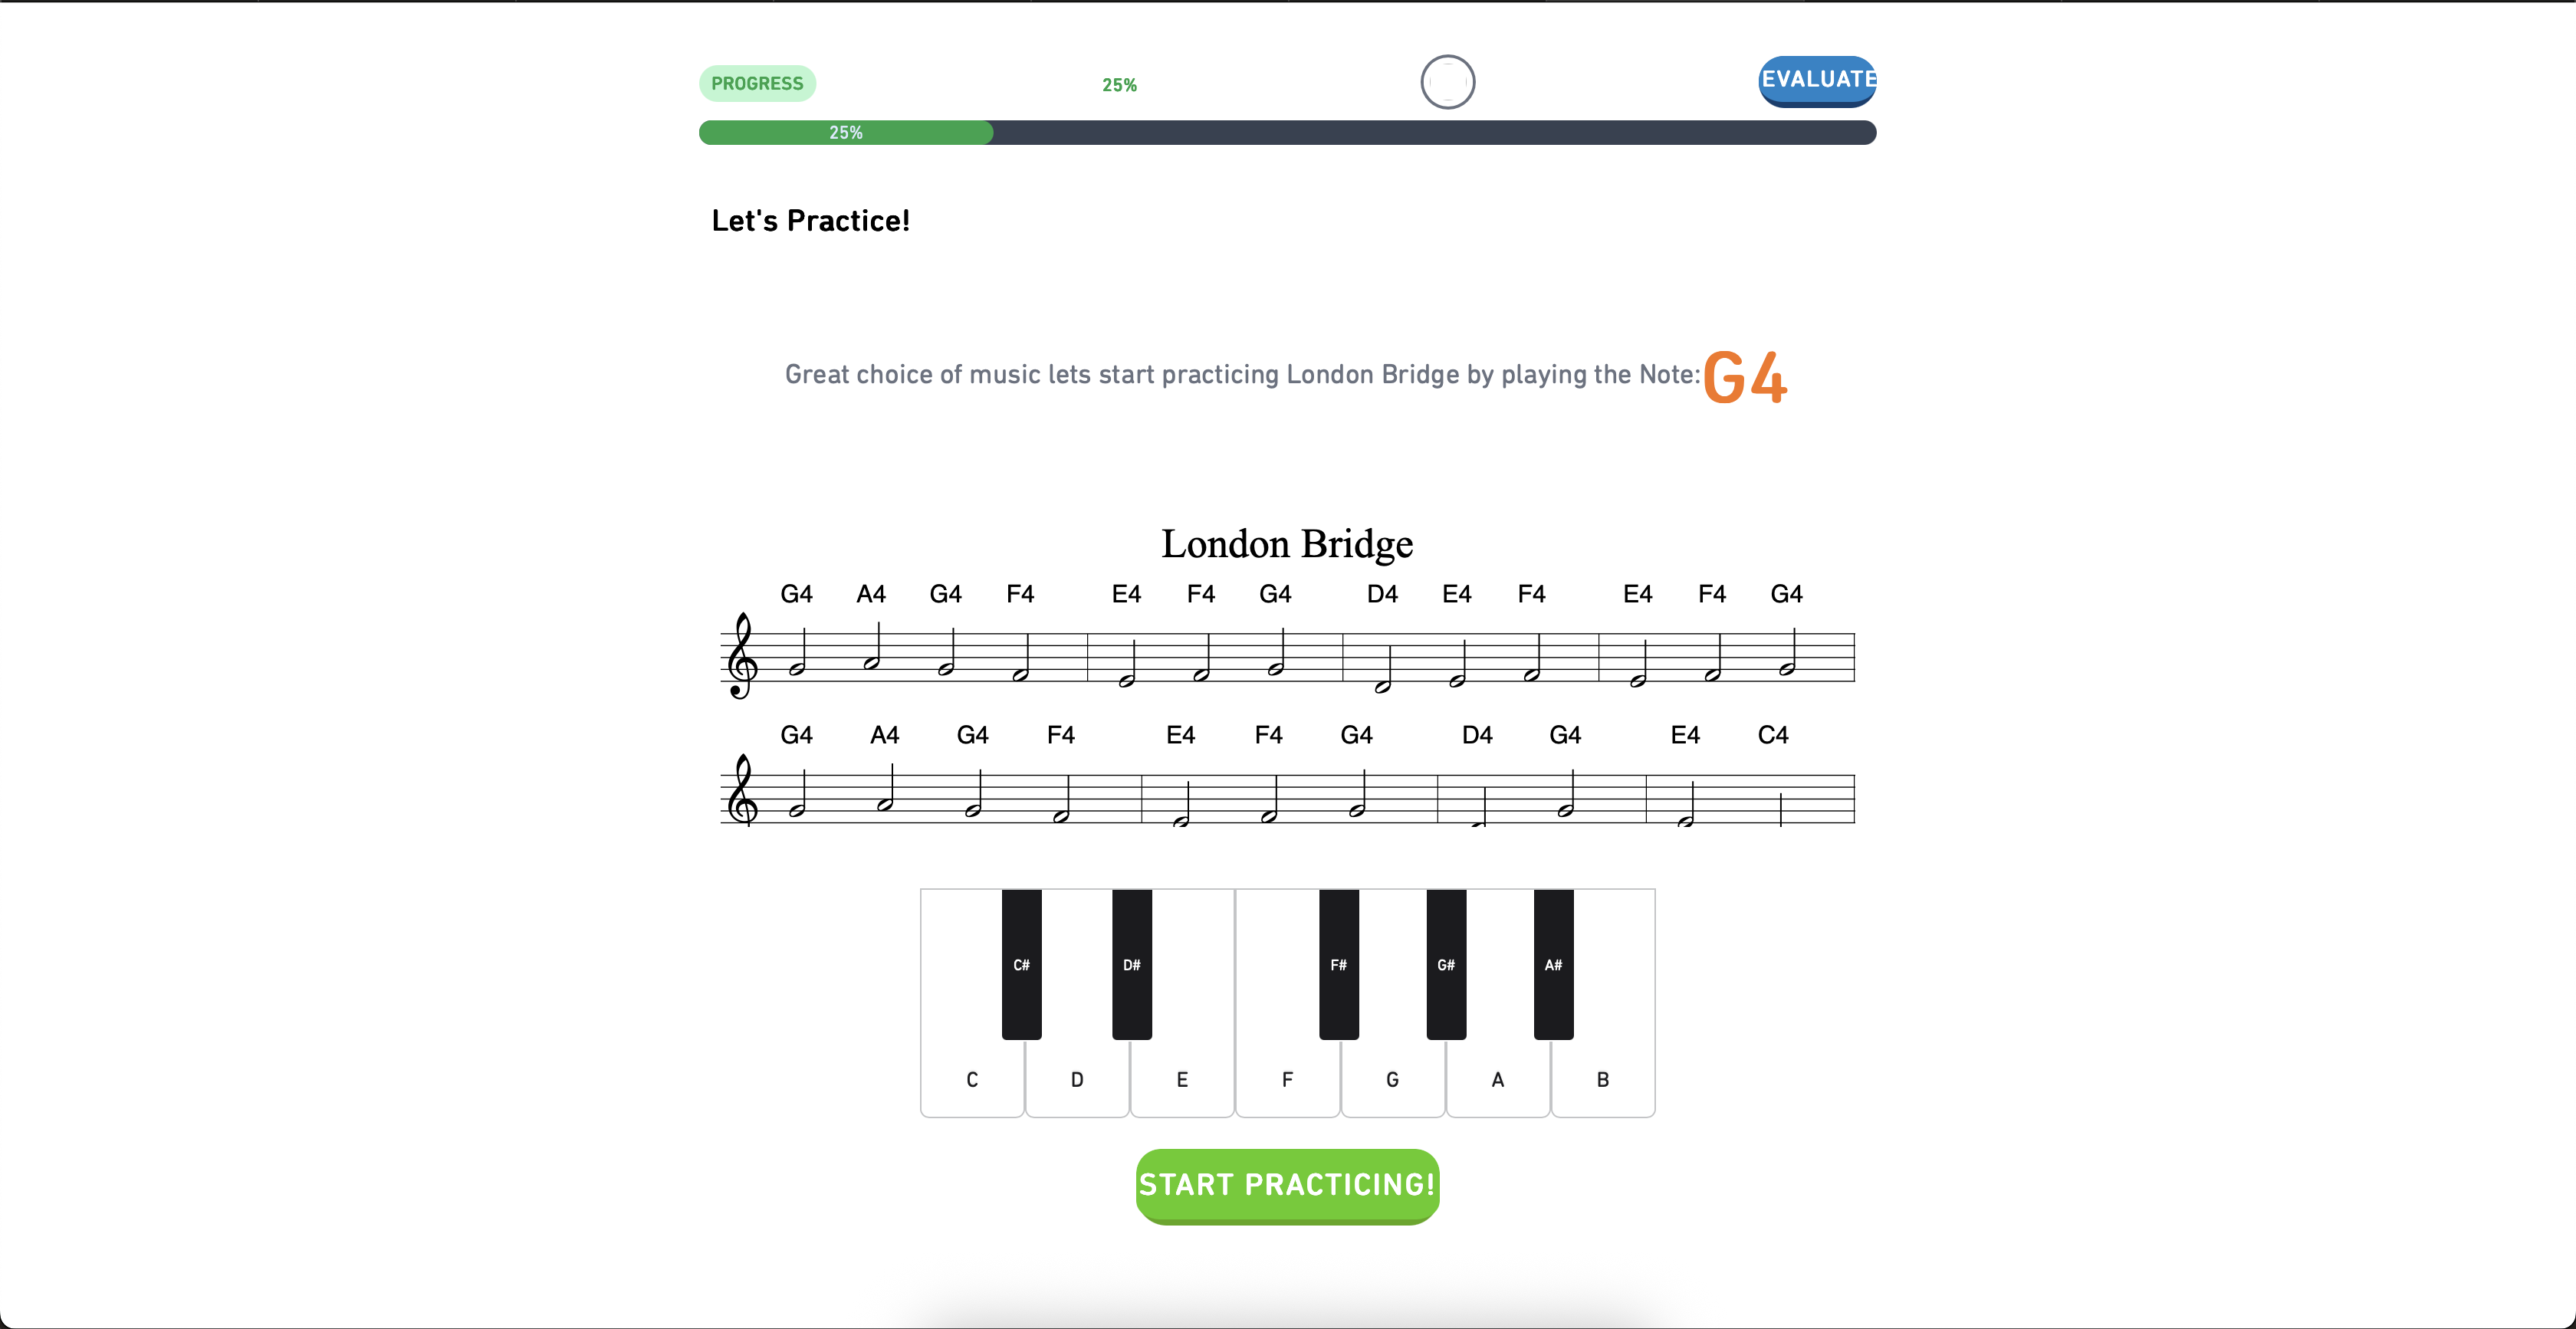 PROGRESS 25% EVALUATE
25%
Let's Practice!
Great choice of music lets start practicing London Bridge by playing the Note:G4
London Bridge
G4 A4 G4 F4 E4 F4 G4 D4 E4 F4 E4 F4 G4
G4 A4 G4 F4 E4 F4 G4 D4 G4 E4 C4
C# D# F# G# A#
C D E F G A B
START PRACTICING!